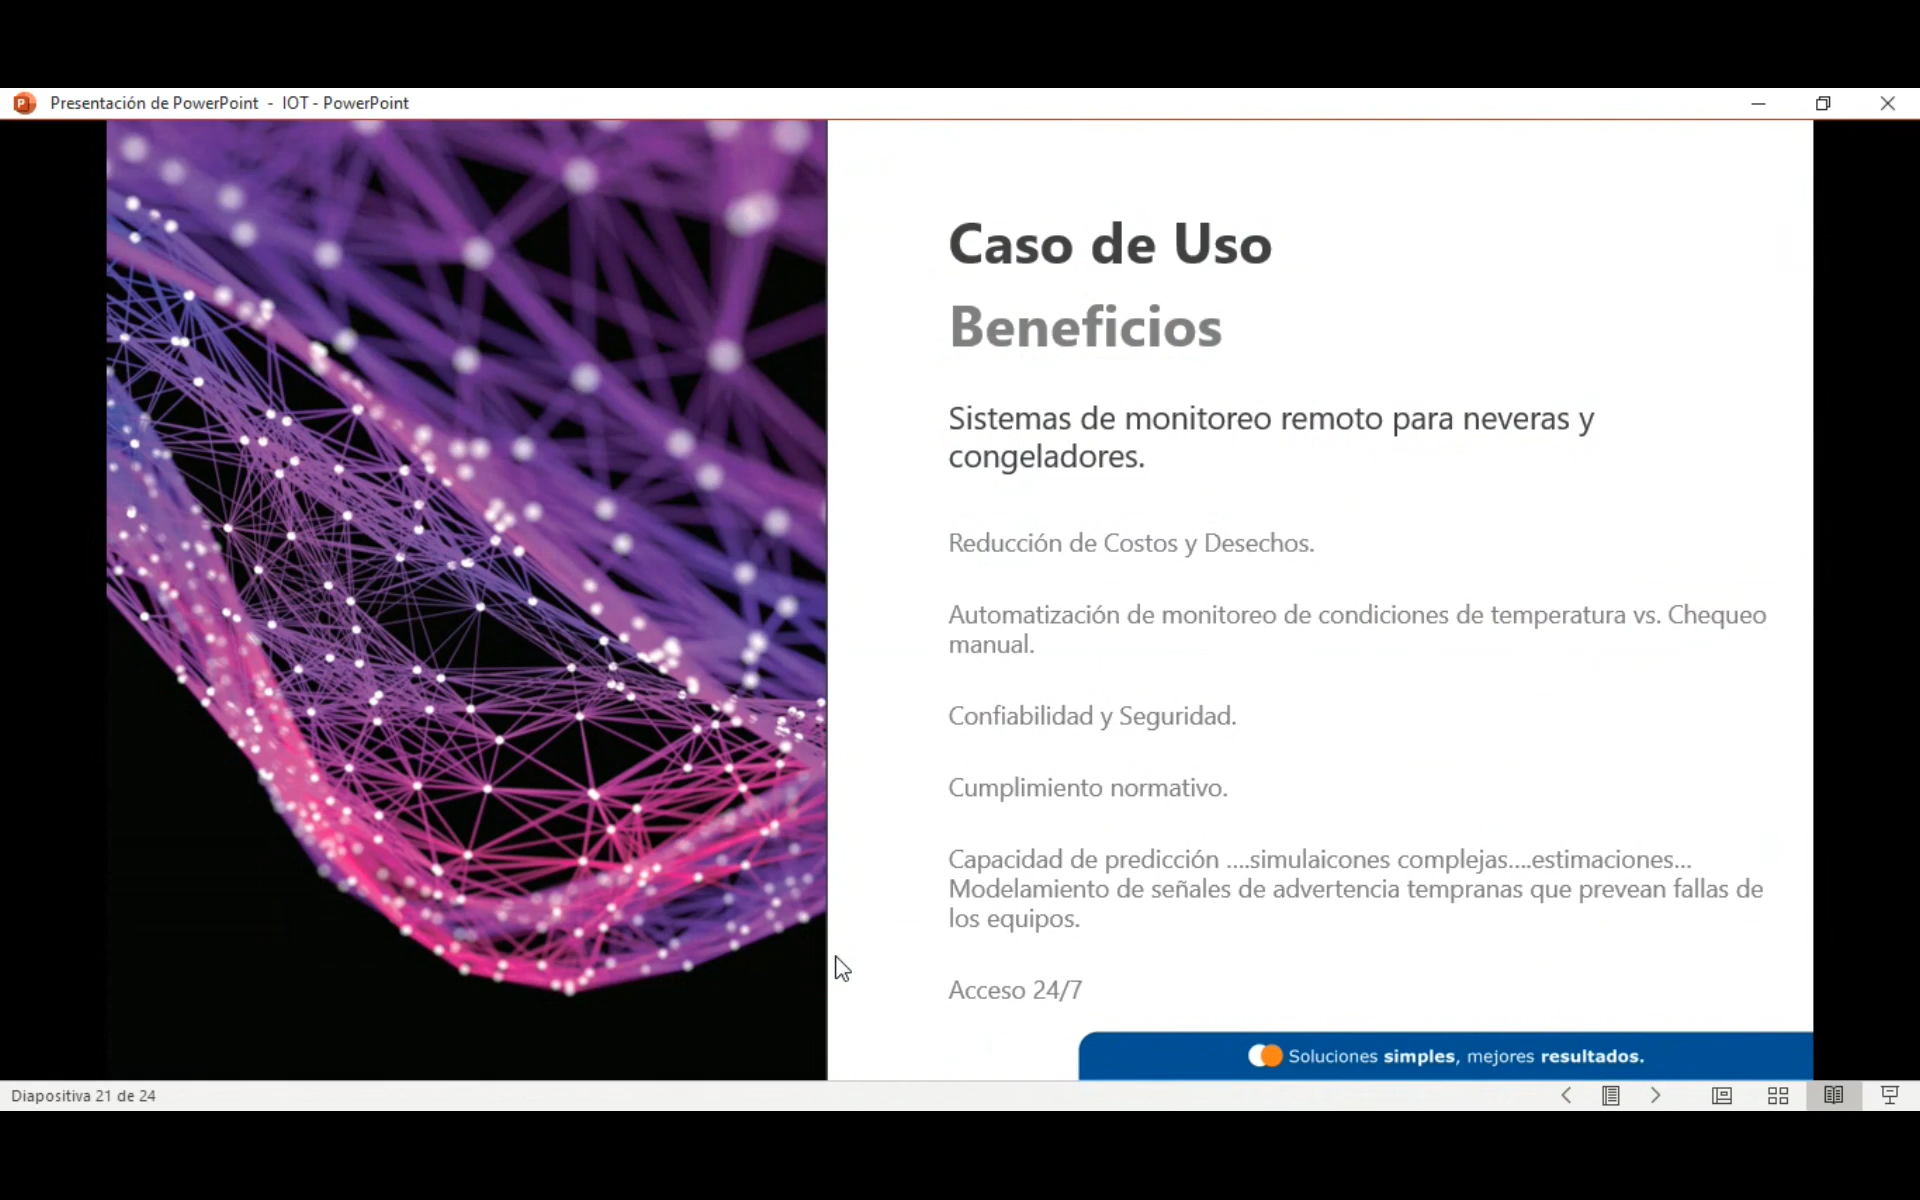 Presentación de PowerPoint - IOT - PowerPoint
Caso de Uso
Beneficios
Sistemas de monitoreo remoto para neveras y
congeladores.
Reducción de Costos y Desechos.
Automatización de monitoreo de condiciones de temperatura vs. Chequeo
manual.
Confiabilidad y Seguridad.
Cumplimiento normativo.
Capacidad de predicción ....simulaicones complejas....estimaciones...
Modelamiento de señales de advertencia tempranas que prevean fallas de
los equipos.
Acceso 24/7
Soluciones simples, mejores resultados.
Diapositiva 21 de 24